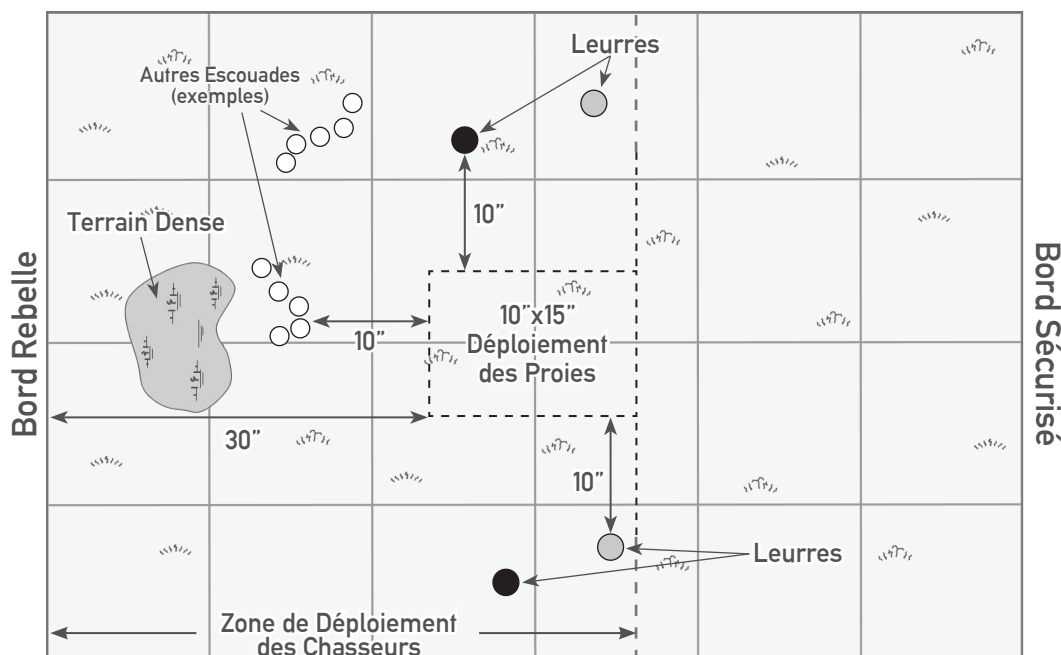 Leurres
Autres Escouades
(exemples)
10”
Terrain Dense
Bord Rebelle
Bord Sécurisé
10”x15”
Déploiement
des Proies
10”
30”
10”
Leurres
Zone de Déploiement
des Chasseurs